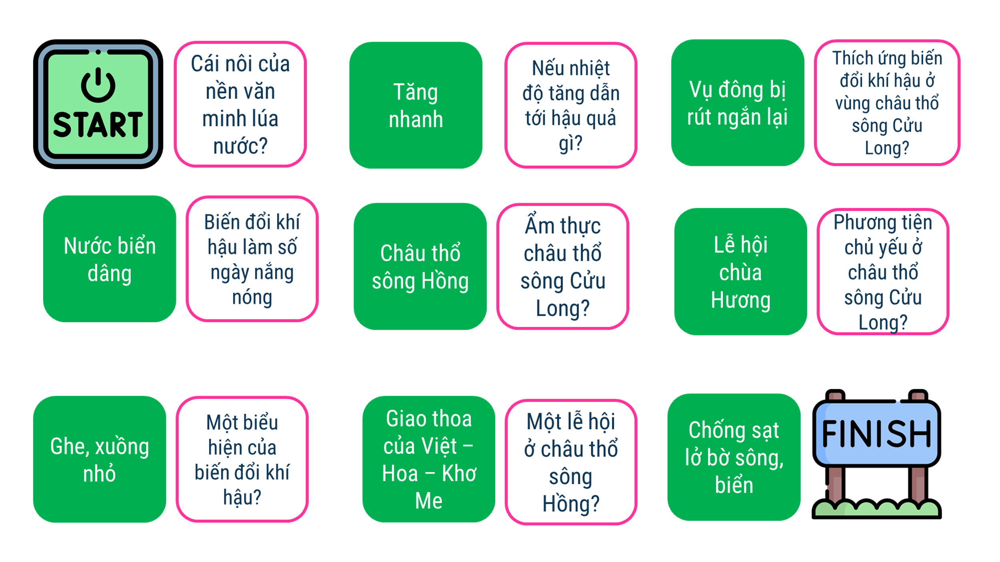 START
Cái nôi của
nền văn
minh lúa
nước?
Tăng
nhanh
Nếu nhiệt
độ tăng dẫn
tới hậu quả
gì?
Vụ đông bị
rút ngắn lại
Thích ứng biến
đổi khí hậu ở
vùng châu thổ
sông Cửu
Long?
Nước biển
dâng
Biến đổi khí
hậu làm số
ngày nắng
nóng
Châu thổ
sông Hồng
Ẩm thực
châu thổ
sông Cửu
Long?
Lễ hội
chùa
Hương
Phương tiện
chủ yếu ở
châu thổ
sông Cửu
Long?
Ghe, xuồng
nhỏ
Một biểu
hiện của
biến đổi khí
hậu?
Giao thoa
của Việt –
Hoa – Khơ
Me
Một lễ hội
ở châu thổ
sông
Hồng?
Chống sạt
lở bờ sông,
biển
FINISH